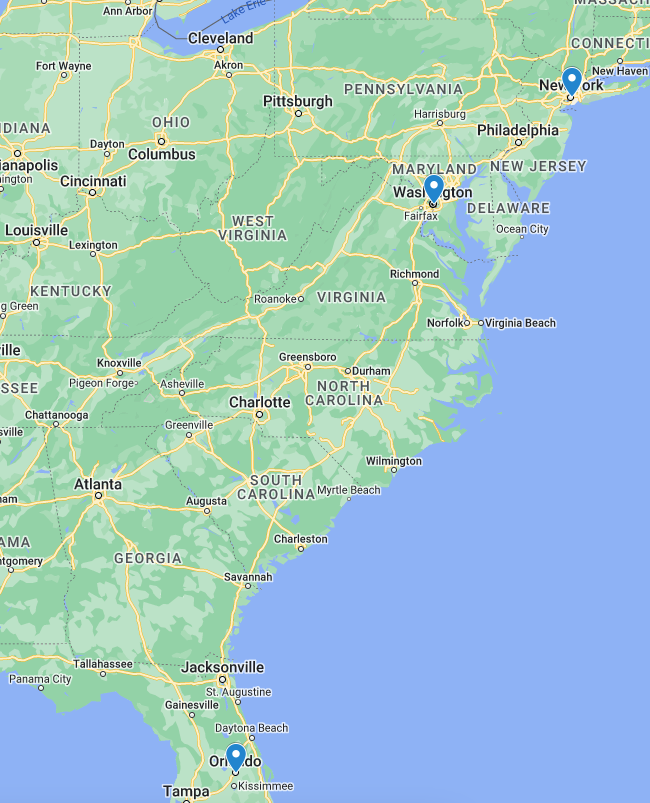 MASSACH
Ann Arbor
Lake Erie
Cleveland
CONNECTI
Fort Wayne
Akron
New Haven
New York
PENNSYLVANIA
Pittsburgh
Harrisburg
OHIO
DIANA
Philadelphia
Dayton
Columbus
ianapolis
MARYLAND
NEW JERSEY
ington
Cincinnati
Washington
DELAWARE
Fairfax
WEST
VIRGINIA
Louisville
Ocean City
Lexington
Richmond
KENTUCKY
Roanoke
VIRGINIA
g Green
Norfolk
Virginia Beach
ville
Greensboro
Knoxville
Durham
Pigeon Forge
Asheville
SSEE
NORTH
CAROLINA
Charlotte
Chattanooga
Greenville
sville
Wilmington
Atlanta
SOUTH
CAROLINA
Myrtle Beach
ham
Augusta
Charleston
AMA
GEORGIA
ntgomery
Savannah
Tallahassee
Jacksonville
Panama City
St. Augustine
Gainesville
Daytona Beach
Orlando
Kissimmee
Tampa